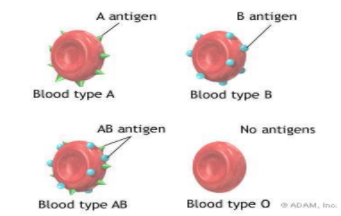 A antigen
B antigen
Blood type A
Blood type B
AB antigen
No antigens
Blood type AB
Blood type O
© ADAM, Inc.